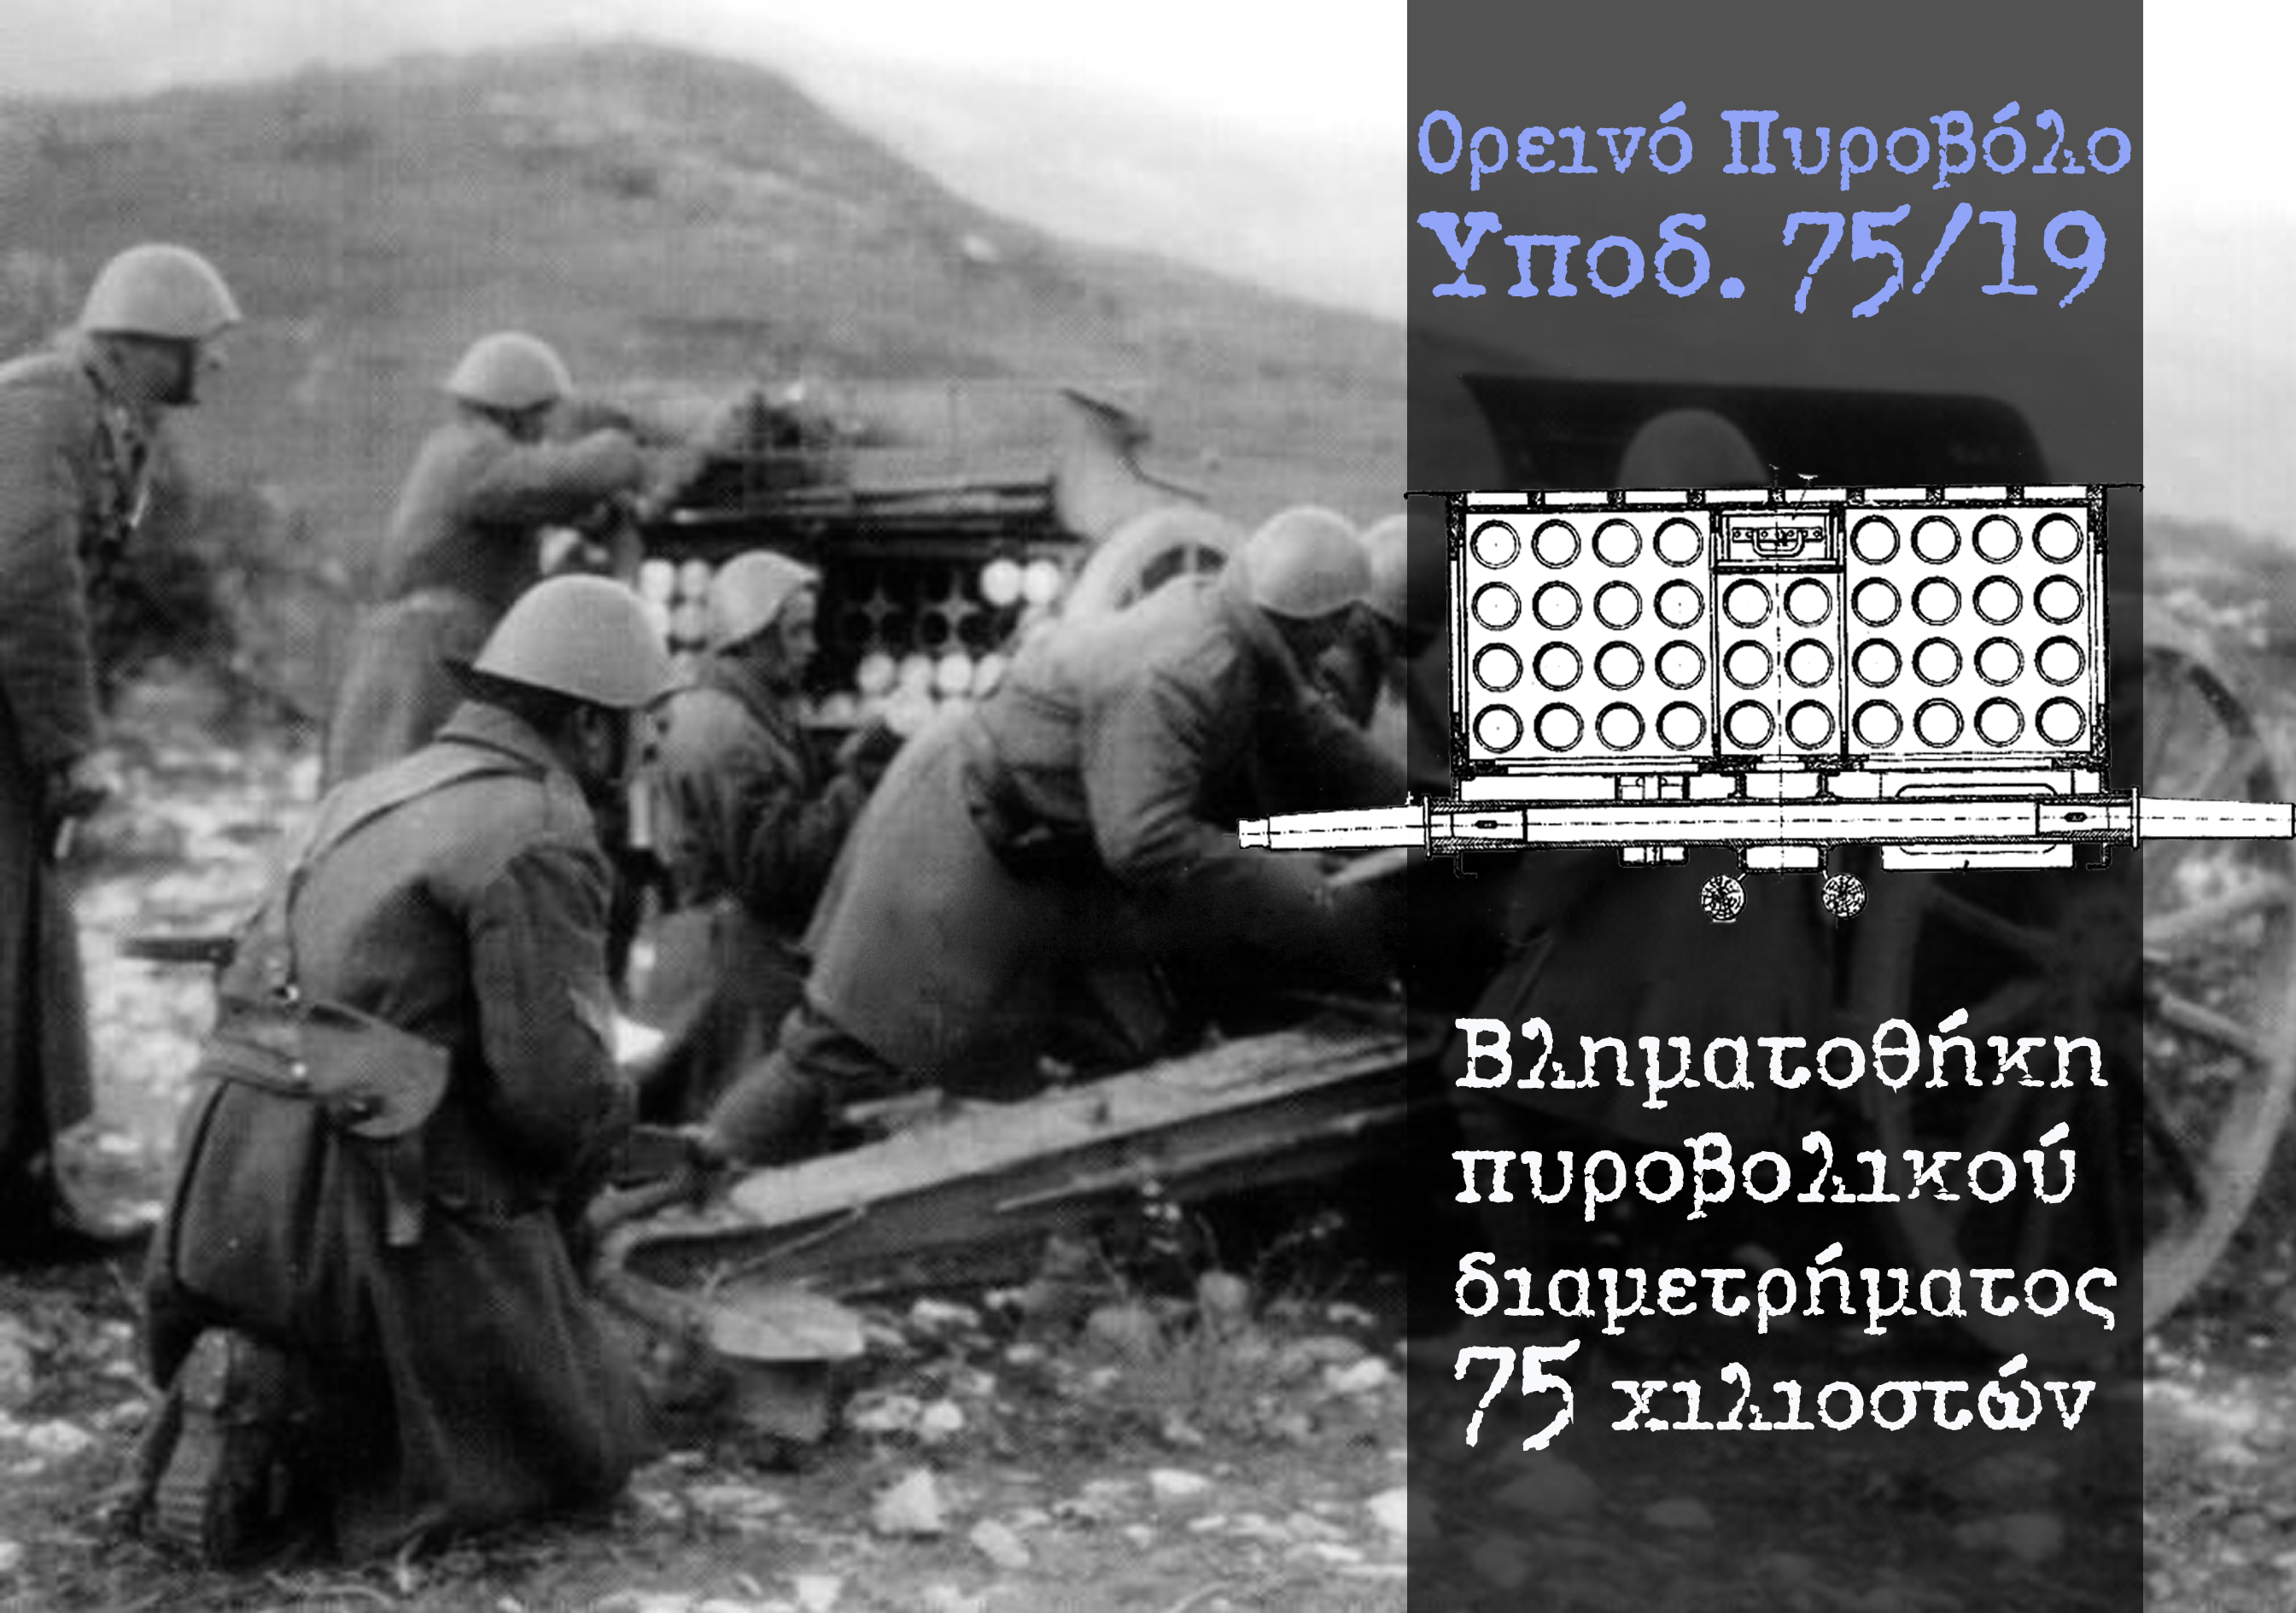 Ορεινό Πυροβόλο
Υποδ. 75/19
Βληματοθήκη
πυροβολικού
διαμετρήματος
75 χιλιοστών